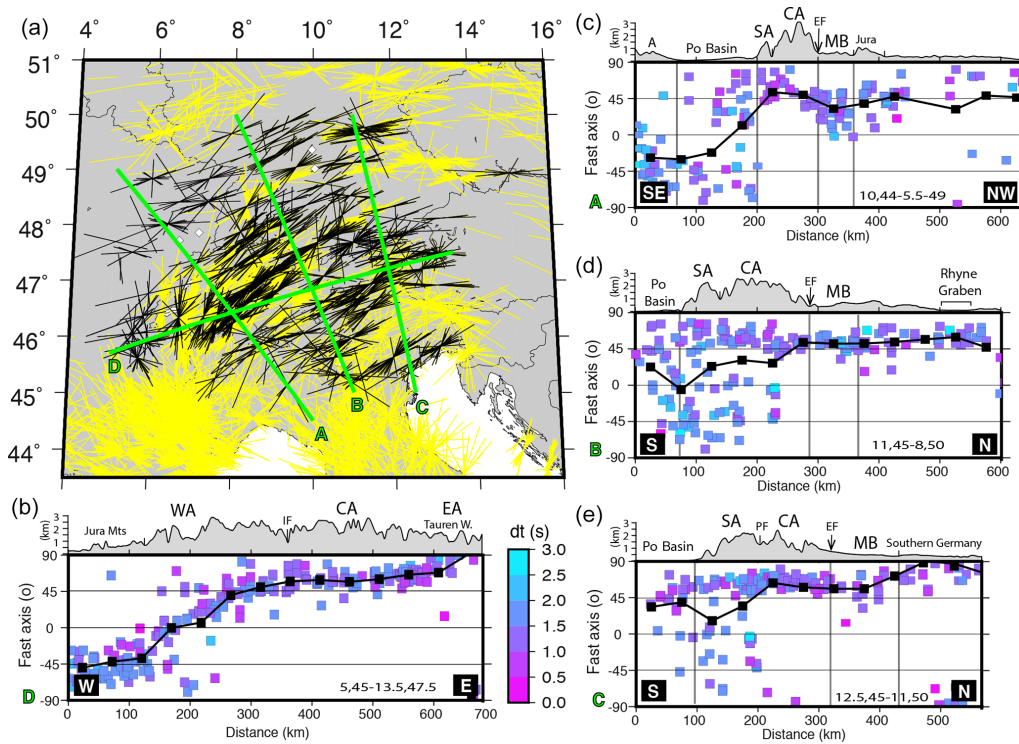 (a)
4° 6° 8° 10° 12° 14° 16°
51°
50°
49°
48°
47°
46°
45°
44°
D
A
B
C
(b)
WA
CA
EA
Jura Mts
IF
Tauren W.
3
2
1
(km)
90
45
0
-45
-90
Fast axis (o)
D
W
E
5,45-13.5,47.5
0 100 200 300 400 500 600 700
Distance (km)
dt (s)
3.0
2.5
2.0
1.5
1.0
0.5
0.0
(c)
CA
SA
EF
MB
Jura
A
Po Basin
3
2
1
(km)
90
45
0
-45
-90
Fast axis (o)
A
SE
NW
10,44-5.5-49
0 100 200 300 400 500 600
Distance (km)
(d)
SA
CA
EF
MB
Po
Basin
Rhyne
Graben
3
2
1
(km)
90
45
0
-45
-90
Fast axis (o)
B
S
N
11,45-8,50
0 100 200 300 400 500 600
Distance (km)
(e)
SA
PF
CA
EF
MB
Po Basin
Southern Germany
3
2
1
(km)
90
45
0
-45
-90
Fast axis (o)
C
S
N
12.5,45-11,50
0 100 200 300 400 500
Distance (km)